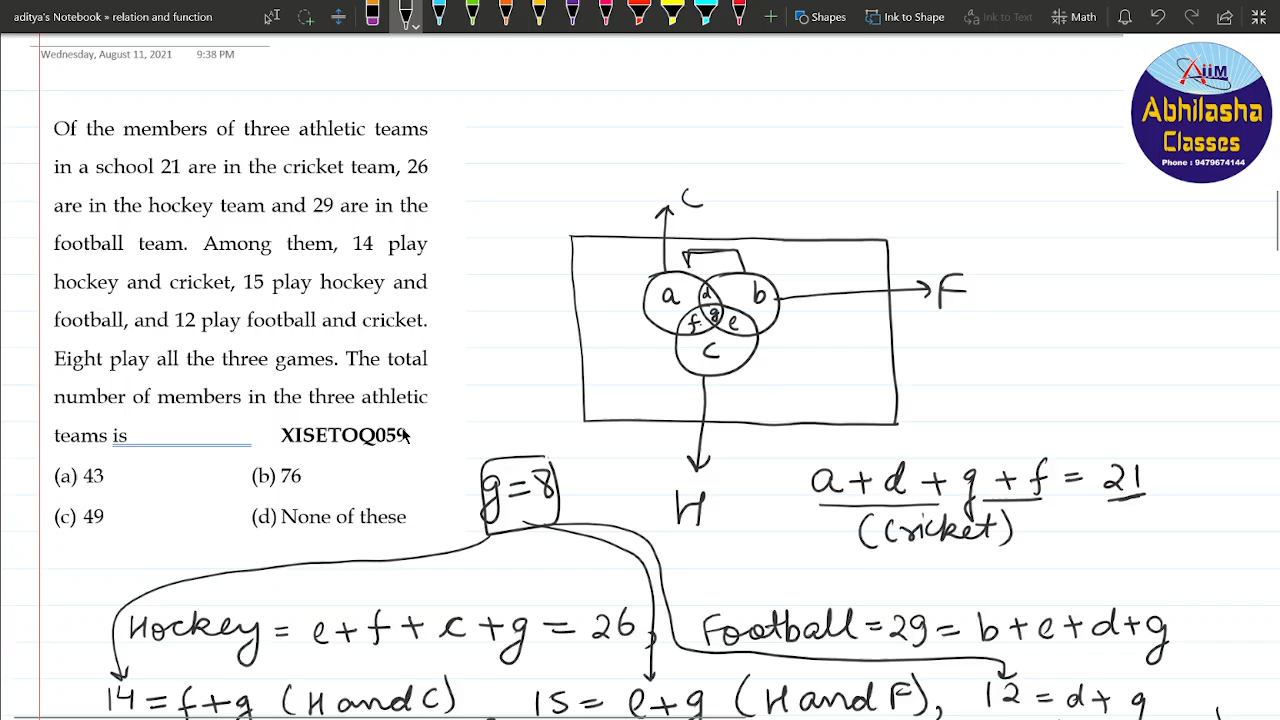 aditya's Notebook » relation and function
Shapes
Ink to Shape
Ink to Text
Math
Wednesday, August 11, 2021 9:38 PM
AiiM
Abhilasha
Classes
Phone : 9479674144
Of the members of three athletic teams
in a school 21 are in the cricket team, 26
are in the hockey team and 29 are in the
football team. Among them, 14 play
hockey and cricket, 15 play hockey and
football, and 12 play football and cricket.
Eight play all the three games. The total
number of members in the three athletic
teams is XISETOQ059
(a) 43 (b) 76
(c) 49 (d) None of these
C
a d b
g
f e
c
F
H
g = 8
a + d + g + f = 21
(Cricket)
Hockey = e + f + c + g = 26, Football = 29 = b + e + d + g
14 = f + g (H and C) 15 = e + g (H and F), 12 = d + g